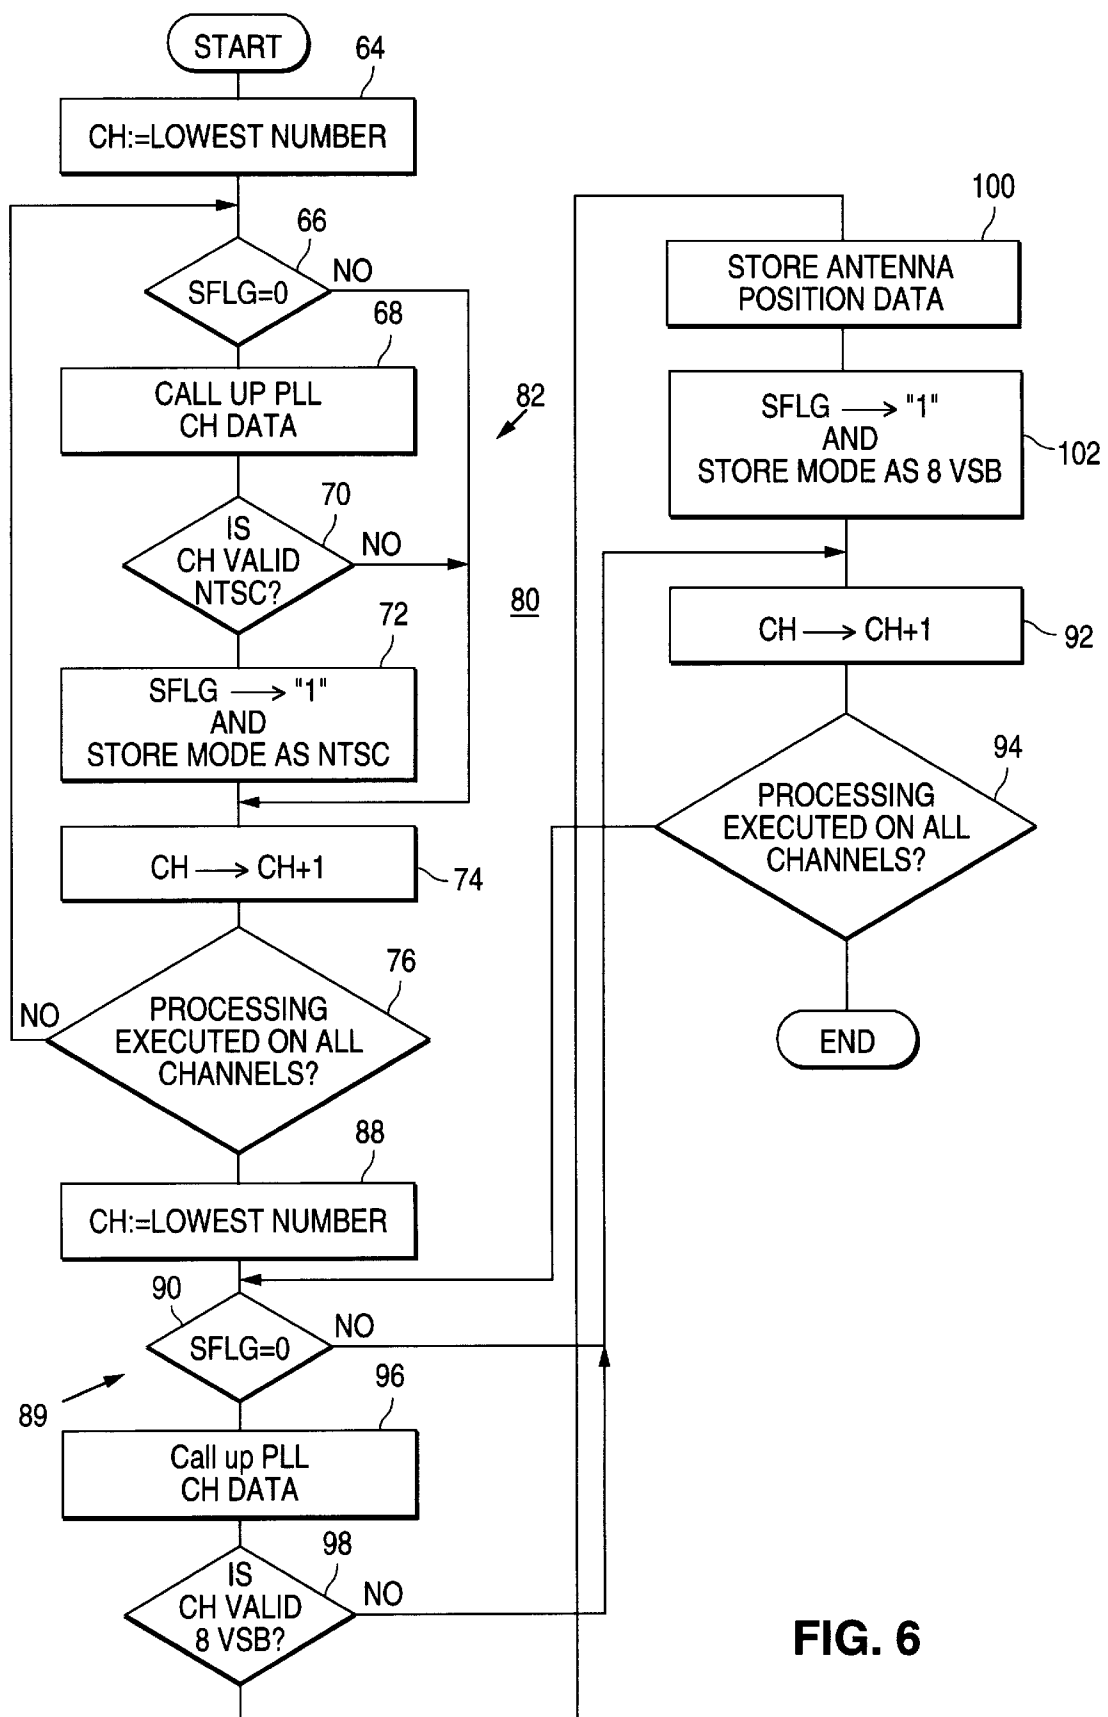 START
64
CH:=LOWEST NUMBER
66
SFLG=0
NO
68
CALL UP PLL
CH DATA
82
70
IS
CH VALID
NTSC?
NO
80
72
SFLG → "1"
AND
STORE MODE AS NTSC
CH → CH+1
74
76
PROCESSING
EXECUTED ON ALL
CHANNELS?
NO
88
CH:=LOWEST NUMBER
90
SFLG=0
NO
89
96
Call up PLL
CH DATA
98
IS
CH VALID
8 VSB?
NO
100
STORE ANTENNA
POSITION DATA
SFLG → "1"
AND
STORE MODE AS 8 VSB
102
CH → CH+1
92
94
PROCESSING
EXECUTED ON ALL
CHANNELS?
END
FIG. 6